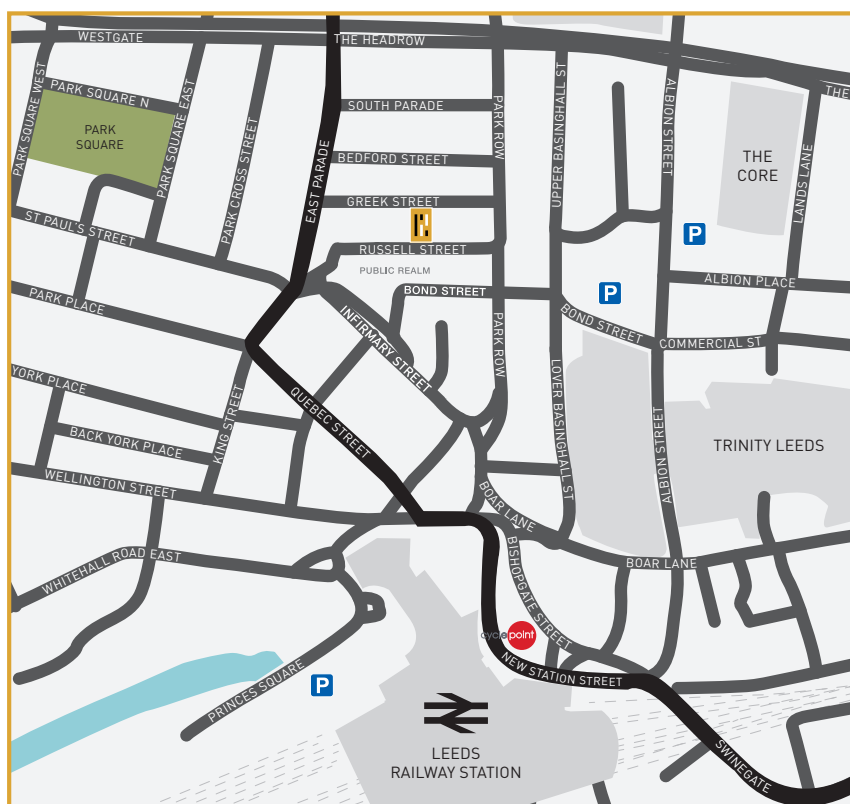 WESTGATE
THE HEADROW
THE
PARK SQUARE WEST
PARK SQUARE N
PARK SQUARE EAST
PARK
SQUARE
PARK CROSS STREET
EAST PARADE
SOUTH PARADE
BEDFORD STREET
GREEK STREET
RUSSELL STREET
PUBLIC REALM
PARK ROW
UPPER BASINGHALL ST
ALBION STREET
THE
CORE
LANDS LANE
P
ALBION PLACE
P
ST PAUL'S STREET
PARK PLACE
BOND STREET
BOND STREET
COMMERCIAL ST
INFIRMARY STREET
PARK ROW
LOVER BASINGHALL ST
YORK PLACE
BACK YORK PLACE
KING STREET
QUEBEC STREET
TRINITY LEEDS
ALBION STREET
WELLINGTON STREET
BOAR LANE
BOAR LANE
WHITEHALL ROAD EAST
BISHOPGATE STREET
cyclepoint
NEW STATION STREET
PRINCES SQUARE
P
LEEDS
RAILWAY STATION
SWINEGATE